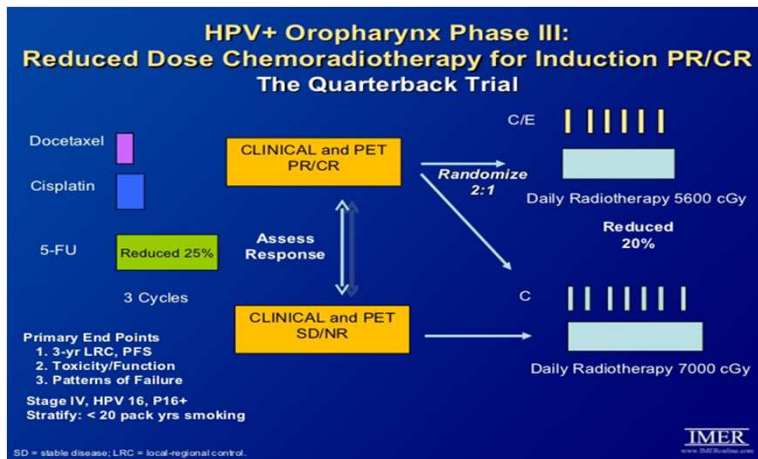 HPV+ Oropharynx Phase III:
Reduced Dose Chemoradiotherapy for Induction PR/CR
The Quarterback Trial
Docetaxel
Cisplatin
5-FU
Reduced 25%
3 Cycles
CLINICAL and PET
PR/CR
Assess
Response
CLINICAL and PET
SD/NR
Randomize
2:1
C/E
Daily Radiotherapy 5600 cGy
Reduced
20%
C
Daily Radiotherapy 7000 cGy
Primary End Points
1. 3-yr LRC, PFS
2. Toxicity/Function
3. Patterns of Failure
Stage IV, HPV 16, P16+
Stratify: < 20 pack yrs smoking
SD = stable disease; LRC = local-regional control.
IMER
www.IMERonline.com